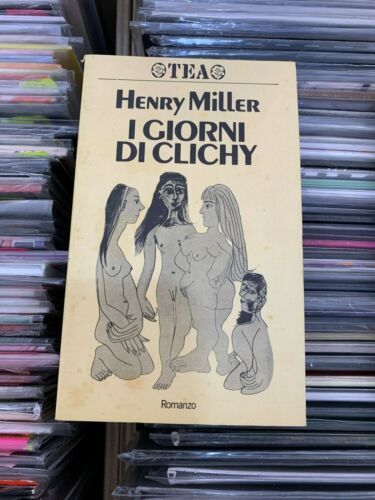 TEA
HENRY MILLER
I GIORNI
DI CLICHY
Romanzo